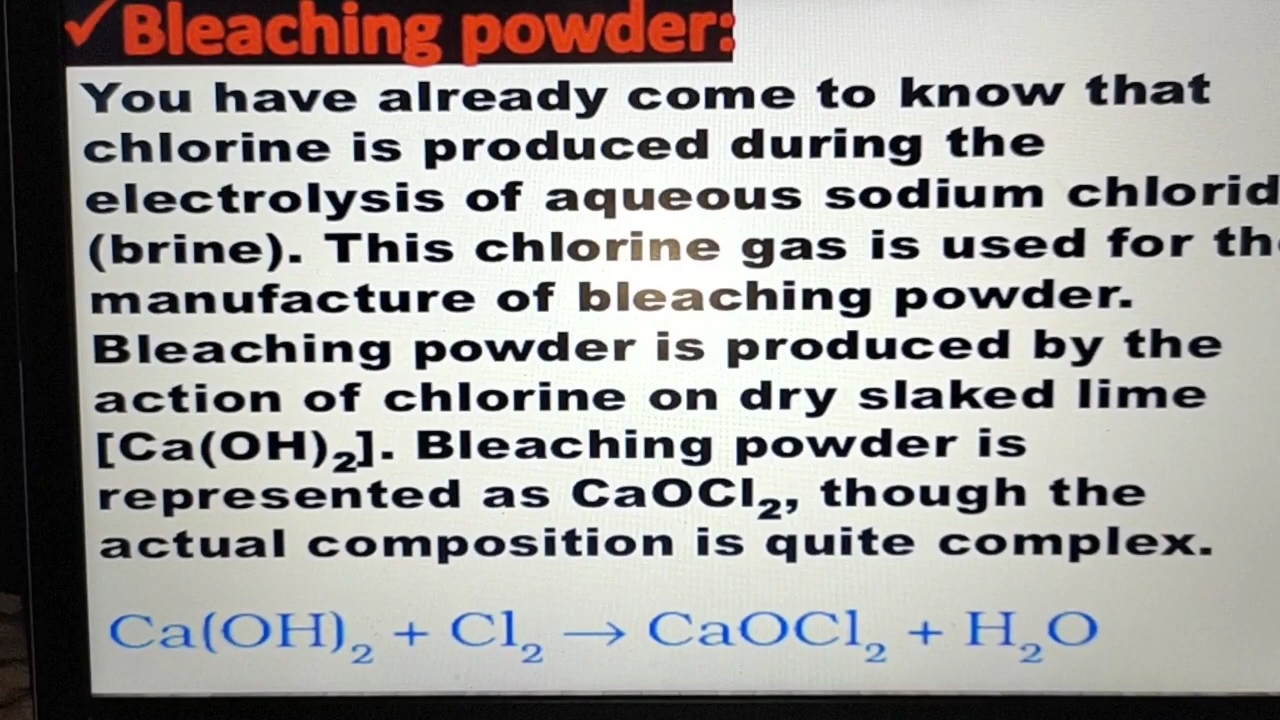 ✓Bleaching powder:
You have already come to know that
chlorine is produced during the
electrolysis of aqueous sodium chlorid
(brine). This chlorine gas is used for the
manufacture of bleaching powder.
Bleaching powder is produced by the
action of chlorine on dry slaked lime
[Ca(OH)₂]. Bleaching powder is
represented as CaOCl₂, though the
actual composition is quite complex.
Ca(OH)₂ + Cl₂ → CaOCl₂ + H₂O